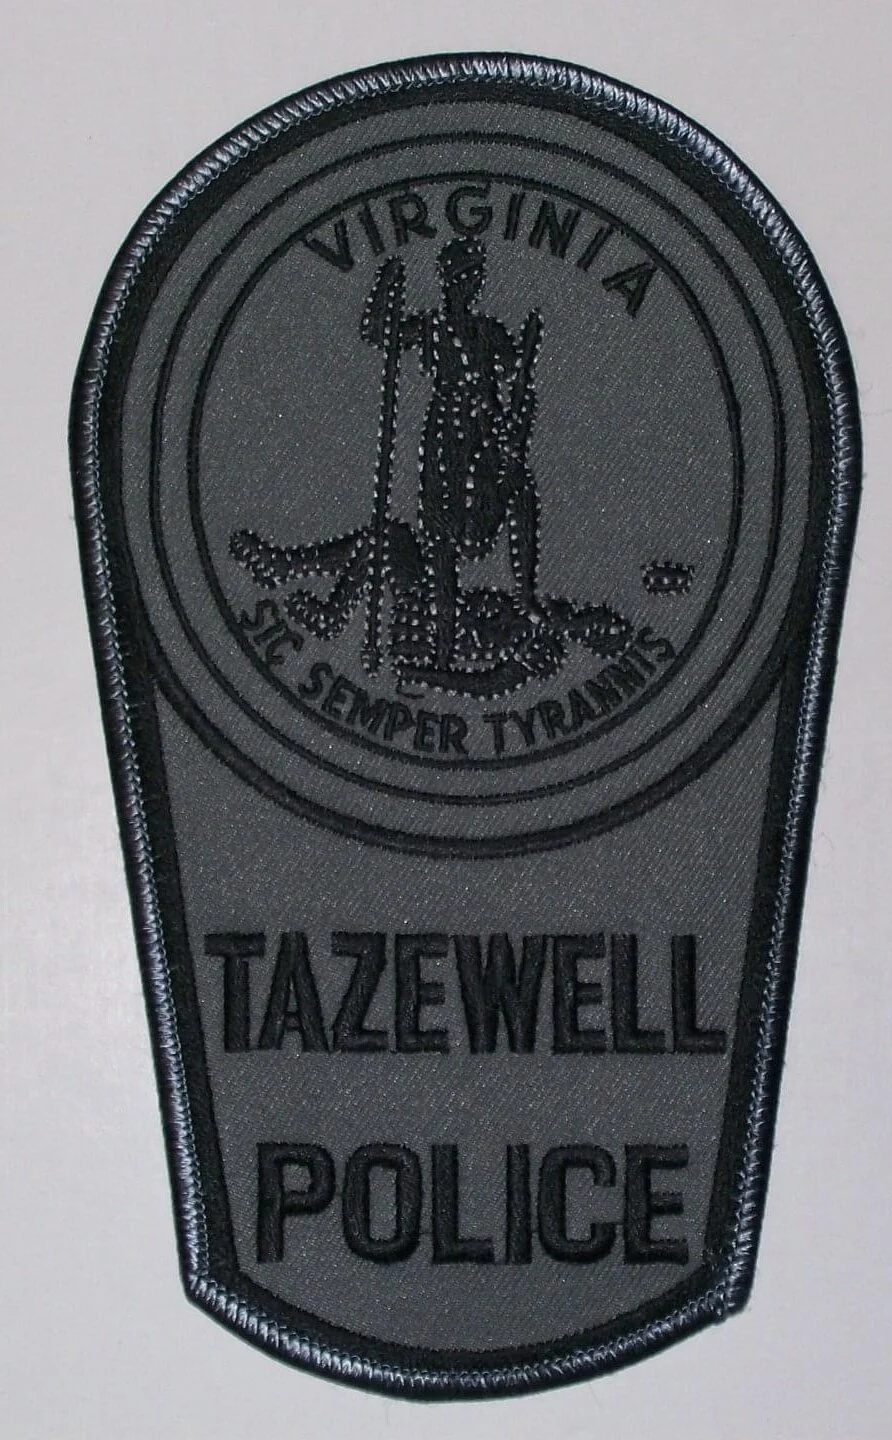 VIRGINIA
SIC SEMPER TYRANNIS
TAZEWELL
POLICE